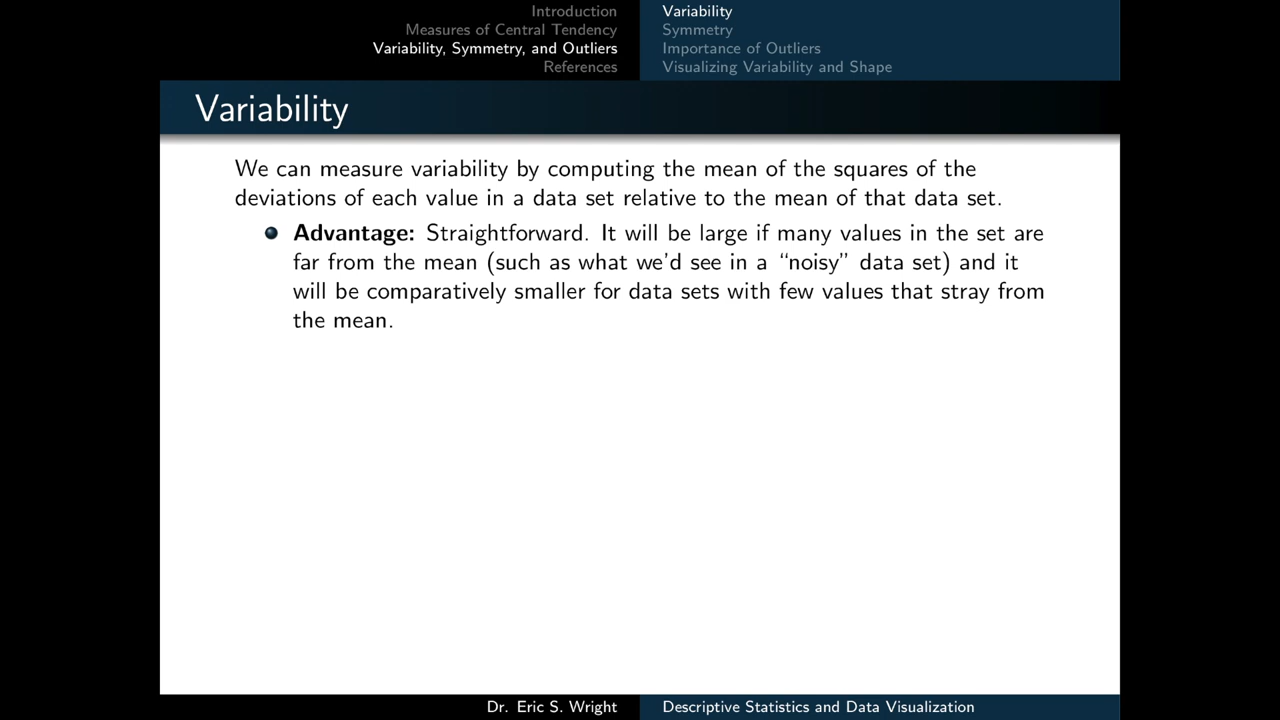 Introduction
Measures of Central Tendency
Variability, Symmetry, and Outliers
References
Variability
Symmetry
Importance of Outliers
Visualizing Variability and Shape
Variability
We can measure variability by computing the mean of the squares of the
deviations of each value in a data set relative to the mean of that data set.
Advantage: Straightforward. It will be large if many values in the set are
far from the mean (such as what we'd see in a “noisy” data set) and it
will be comparatively smaller for data sets with few values that stray from
the mean.
Dr. Eric S. Wright
Descriptive Statistics and Data Visualization